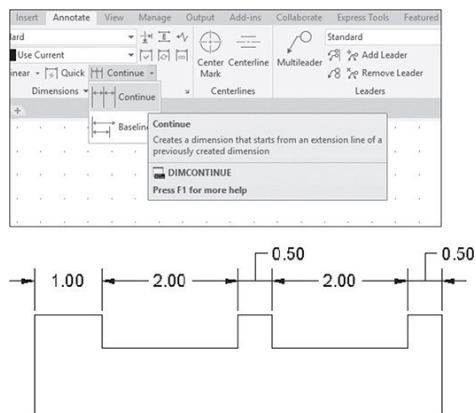 Insert Annotate View Manage Output Add-ins Collaborate Express Tools Featured
Use Current
Center Mark
Centerline
Multileader
Standard
Add Leader
Remove Leader
Quick Continue
Dimensions Centerlines Leaders
Continue
Baseline
Continue
Creates a dimension that starts from an extension line of a
previously created dimension
DIMCONTINUE
Press F1 for more help
0.50 0.50
1.00 2.00 2.00